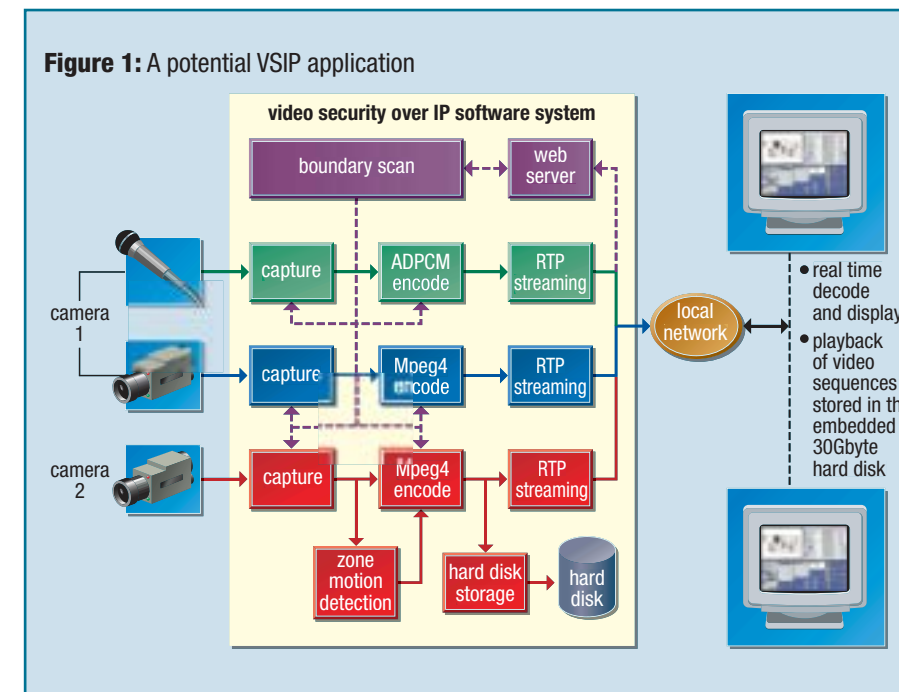 Figure 1: A potential VSIP application
video security over IP software system
boundary scan
web
server
capture
ADPCM
encode
RTP
streaming
camera
1
capture
Mpeg4
encode
RTP
streaming
local
network
camera
2
capture
Mpeg4
encode
RTP
streaming
zone
motion
detection
hard disk
storage
hard
disk
• real time
decode
and display
• playback
of video
sequences
stored in
embedded
30Gbyte
hard disk